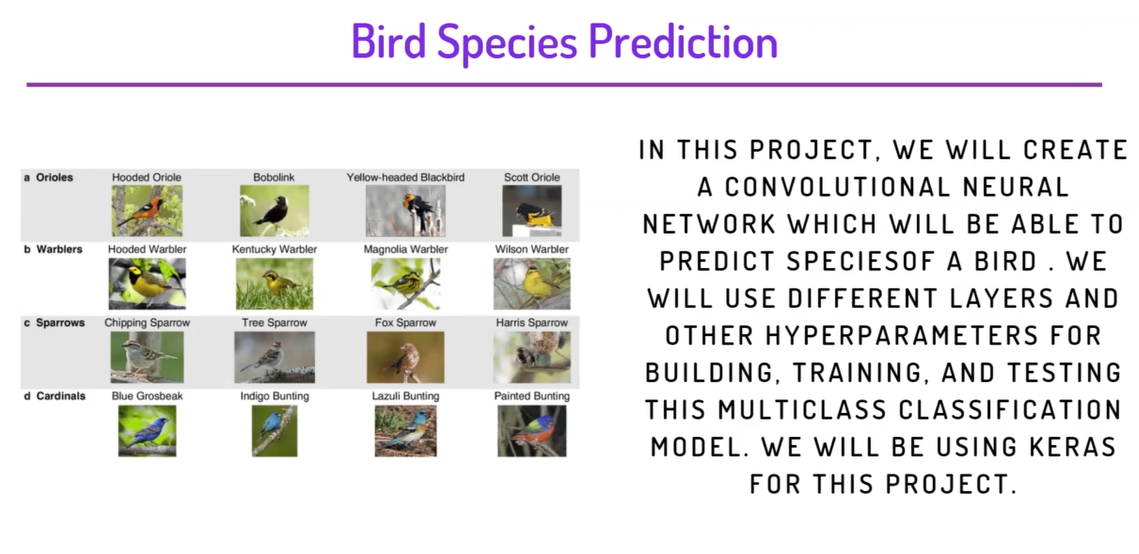 Bird Species Prediction
a Orioles Hooded Oriole Bobolink Yellow-headed Blackbird Scott Oriole
b Warblers Hooded Warbler Kentucky Warbler Magnolia Warbler Wilson Warbler
c Sparrows Chipping Sparrow Tree Sparrow Fox Sparrow Harris Sparrow
d Cardinals Blue Grosbeak Indigo Bunting Lazuli Bunting Painted Bunting
IN THIS PROJECT, WE WILL CREATE
A CONVOLUTIONAL NEURAL
NETWORK WHICH WILL BE ABLE TO
PREDICT SPECIESOF A BIRD . WE
WILL USE DIFFERENT LAYERS AND
OTHER HYPERPARAMETERS FOR
BUILDING, TRAINING, AND TESTING
THIS MULTICLASS CLASSIFICATION
MODEL. WE WILL BE USING KERAS
FOR THIS PROJECT.